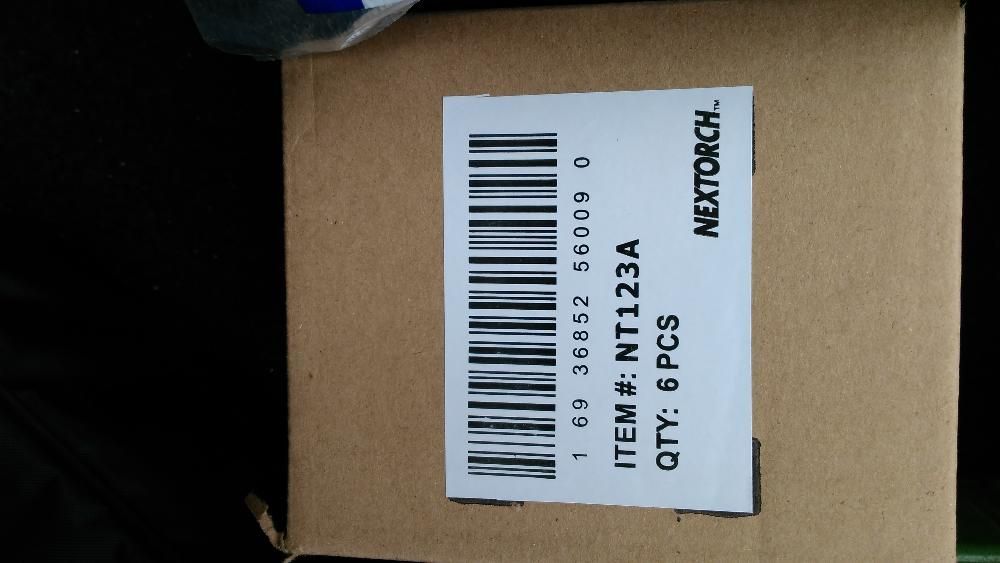 1 69 36852 56009 0
ITEM #: NT123A
QTY: 6 PCS
NEXTORCH™